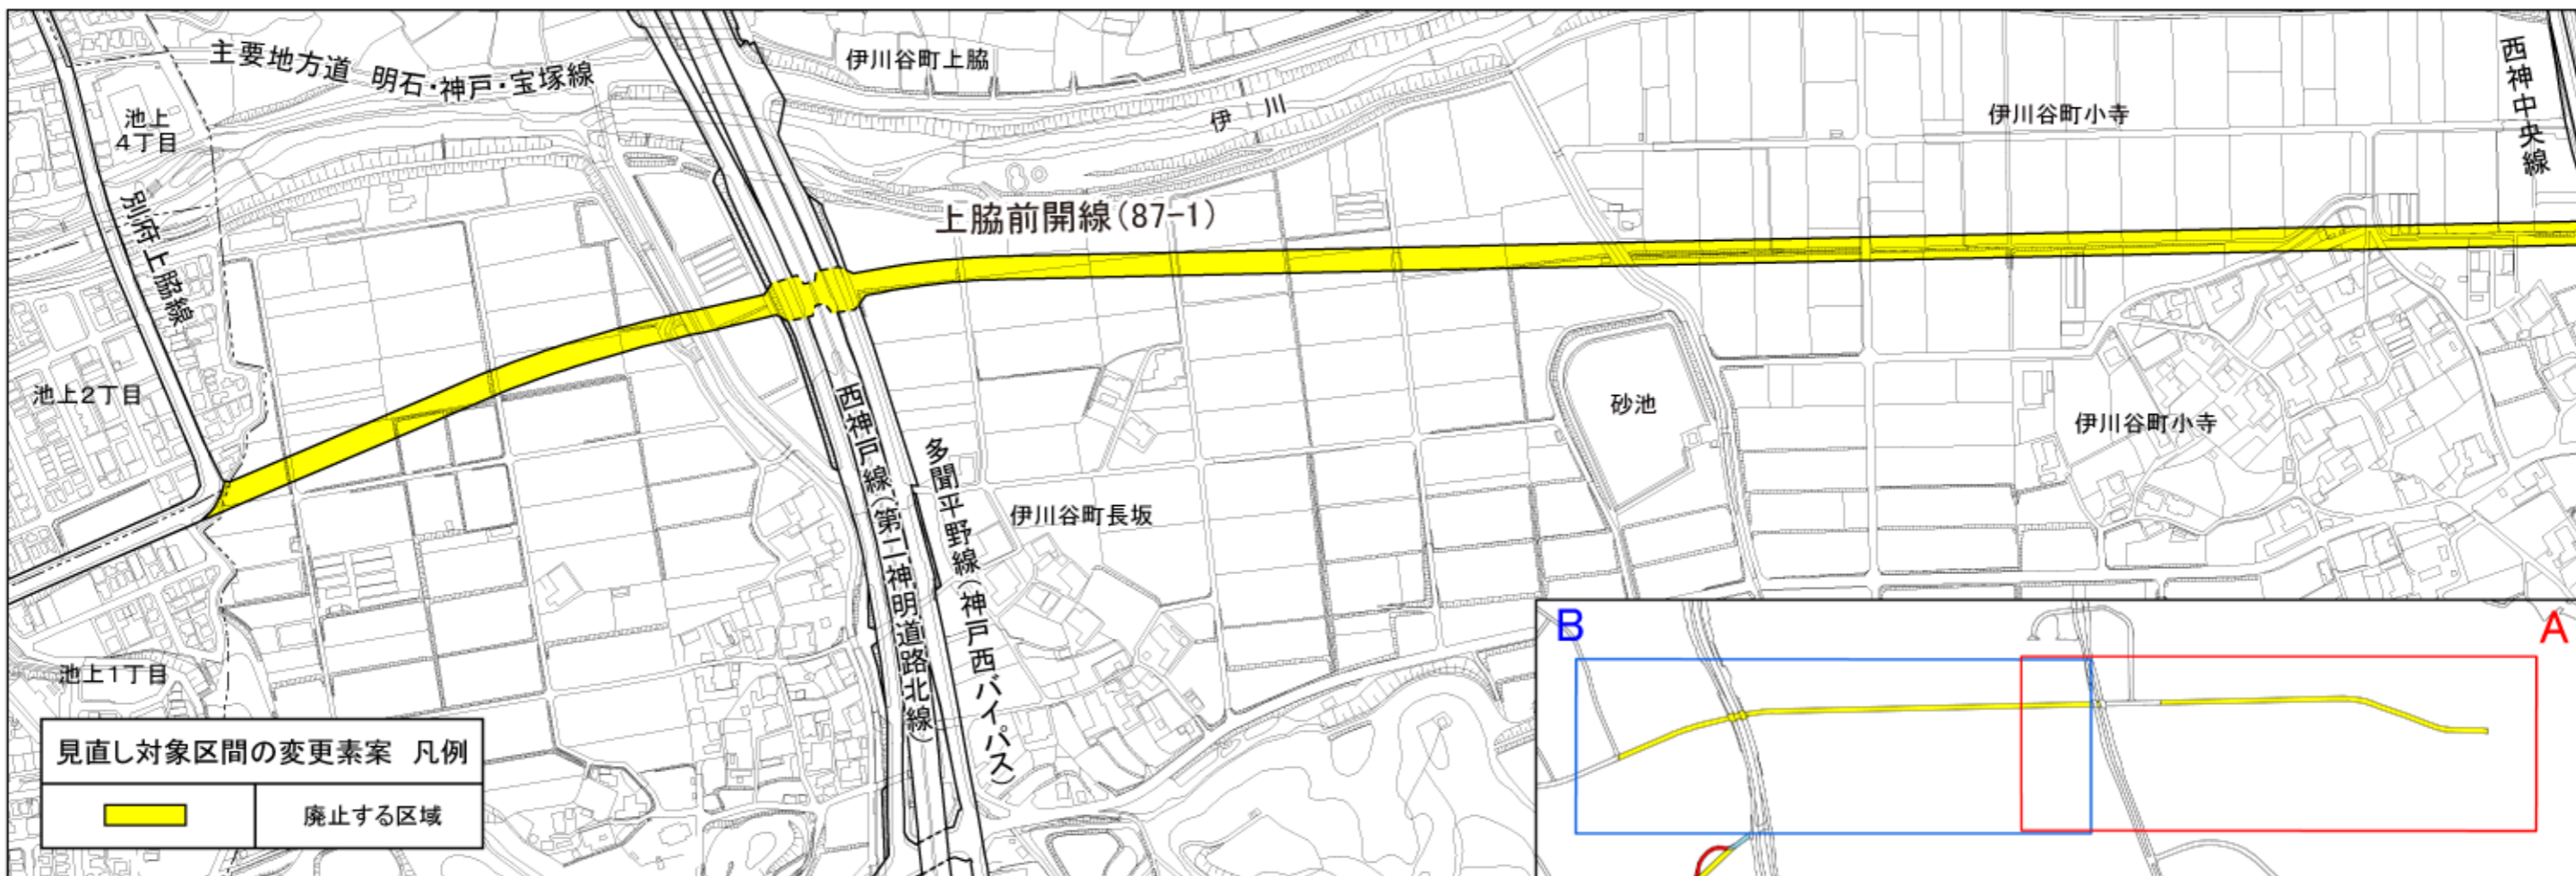 主要地方道 明石・神戸・宝塚線
伊川谷町上脇
西神中央線
池上
4丁目
伊川
伊川谷町小寺
別府上脇線
上脇前開線(87-1)
池上2丁目
西神戸線(第二神明道路北線)
多聞平野線(神戸西バイパス)
砂池
伊川谷町小寺
伊川谷町長坂
池上1丁目
B
A
見直し対象区間の変更素案 凡例
廃止する区域